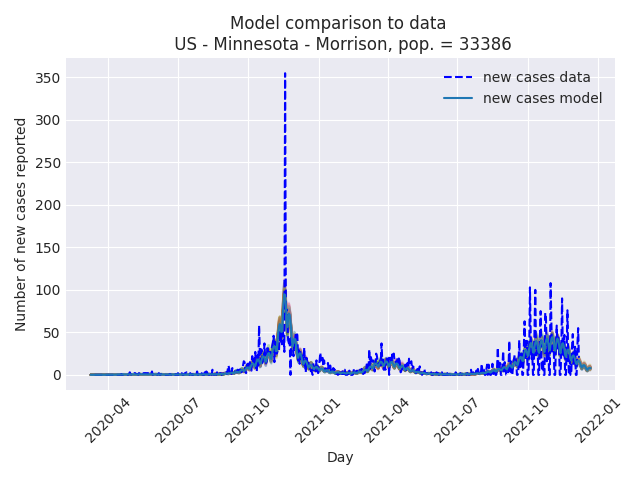 Model comparison to data
US - Minnesota - Morrison, pop. = 33386
new cases data
new cases model
Number of new cases reported
350
300
250
200
150
100
50
0
2020-04
2020-07
2020-10
2021-01
2021-04
2021-07
2021-10
2022-01
Day